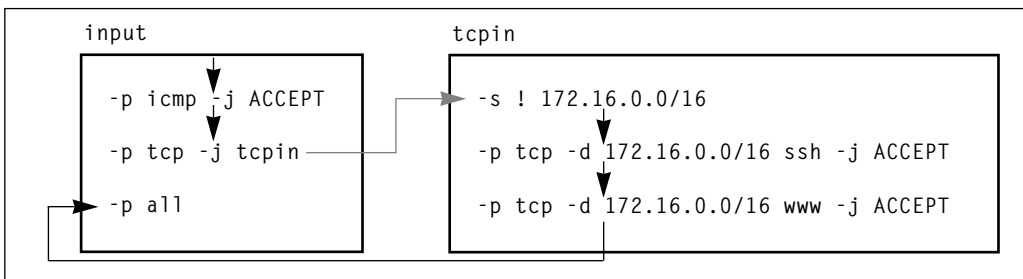 input
-p icmp -j ACCEPT
-p tcp -j tcpin
-p all
tcpin
-s ! 172.16.0.0/16
-p tcp -d 172.16.0.0/16 ssh -j ACCEPT
-p tcp -d 172.16.0.0/16 www -j ACCEPT